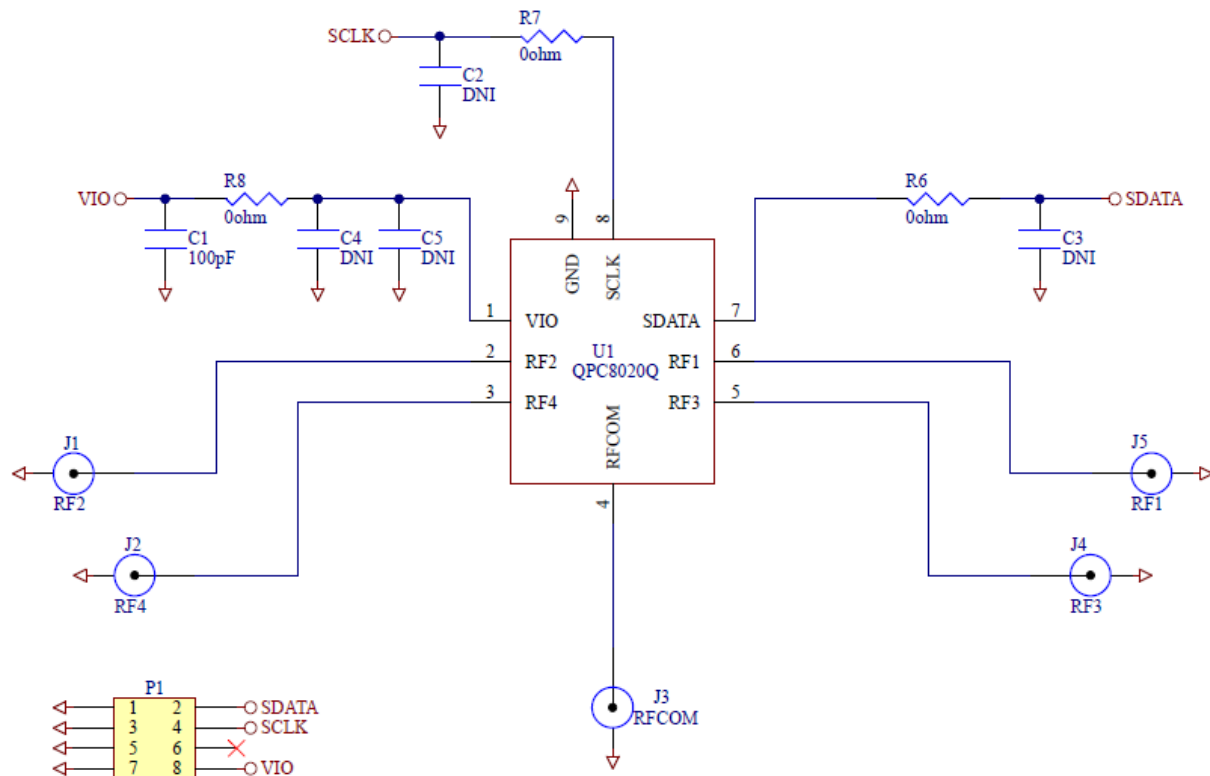 R7
SCLK
0ohm
C2
DNI
R8
VIO
0ohm
C1
100pF
C4
DNI
C5
DNI
R6
SDATA
0ohm
C3
DNI
9
8
GND
SCLK
1
VIO
SDATA
7
2
RF2
U1
QPC8020Q
RF1
6
3
RF4
RF3
5
RFCOM
4
J1
RF2
J5
RF1
J2
RF4
J4
RF3
J3
RFCOM
P1
1 2 SDATA
3 4 SCLK
5 6
7 8 VIO